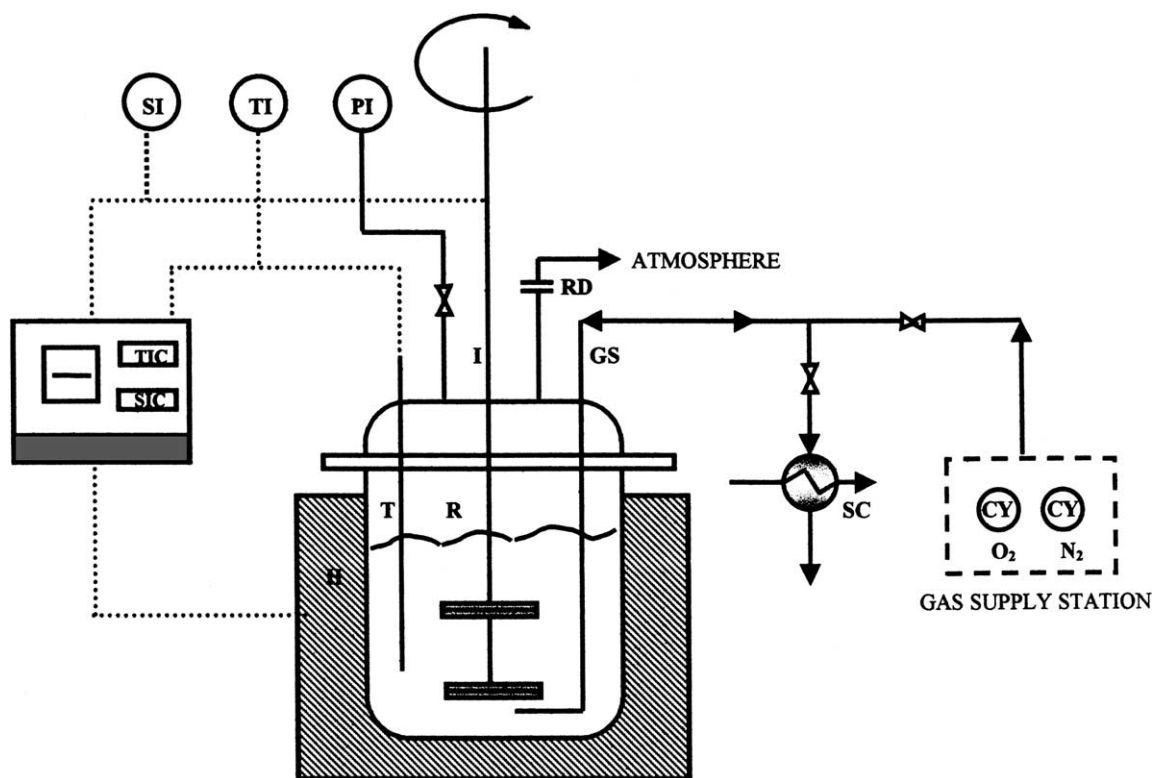 SI
TI
PI
ATMOSPHERE
RD
I
GS
TIC
SIC
T
R
SC
H
CY
CY
O₂
N₂
GAS SUPPLY STATION